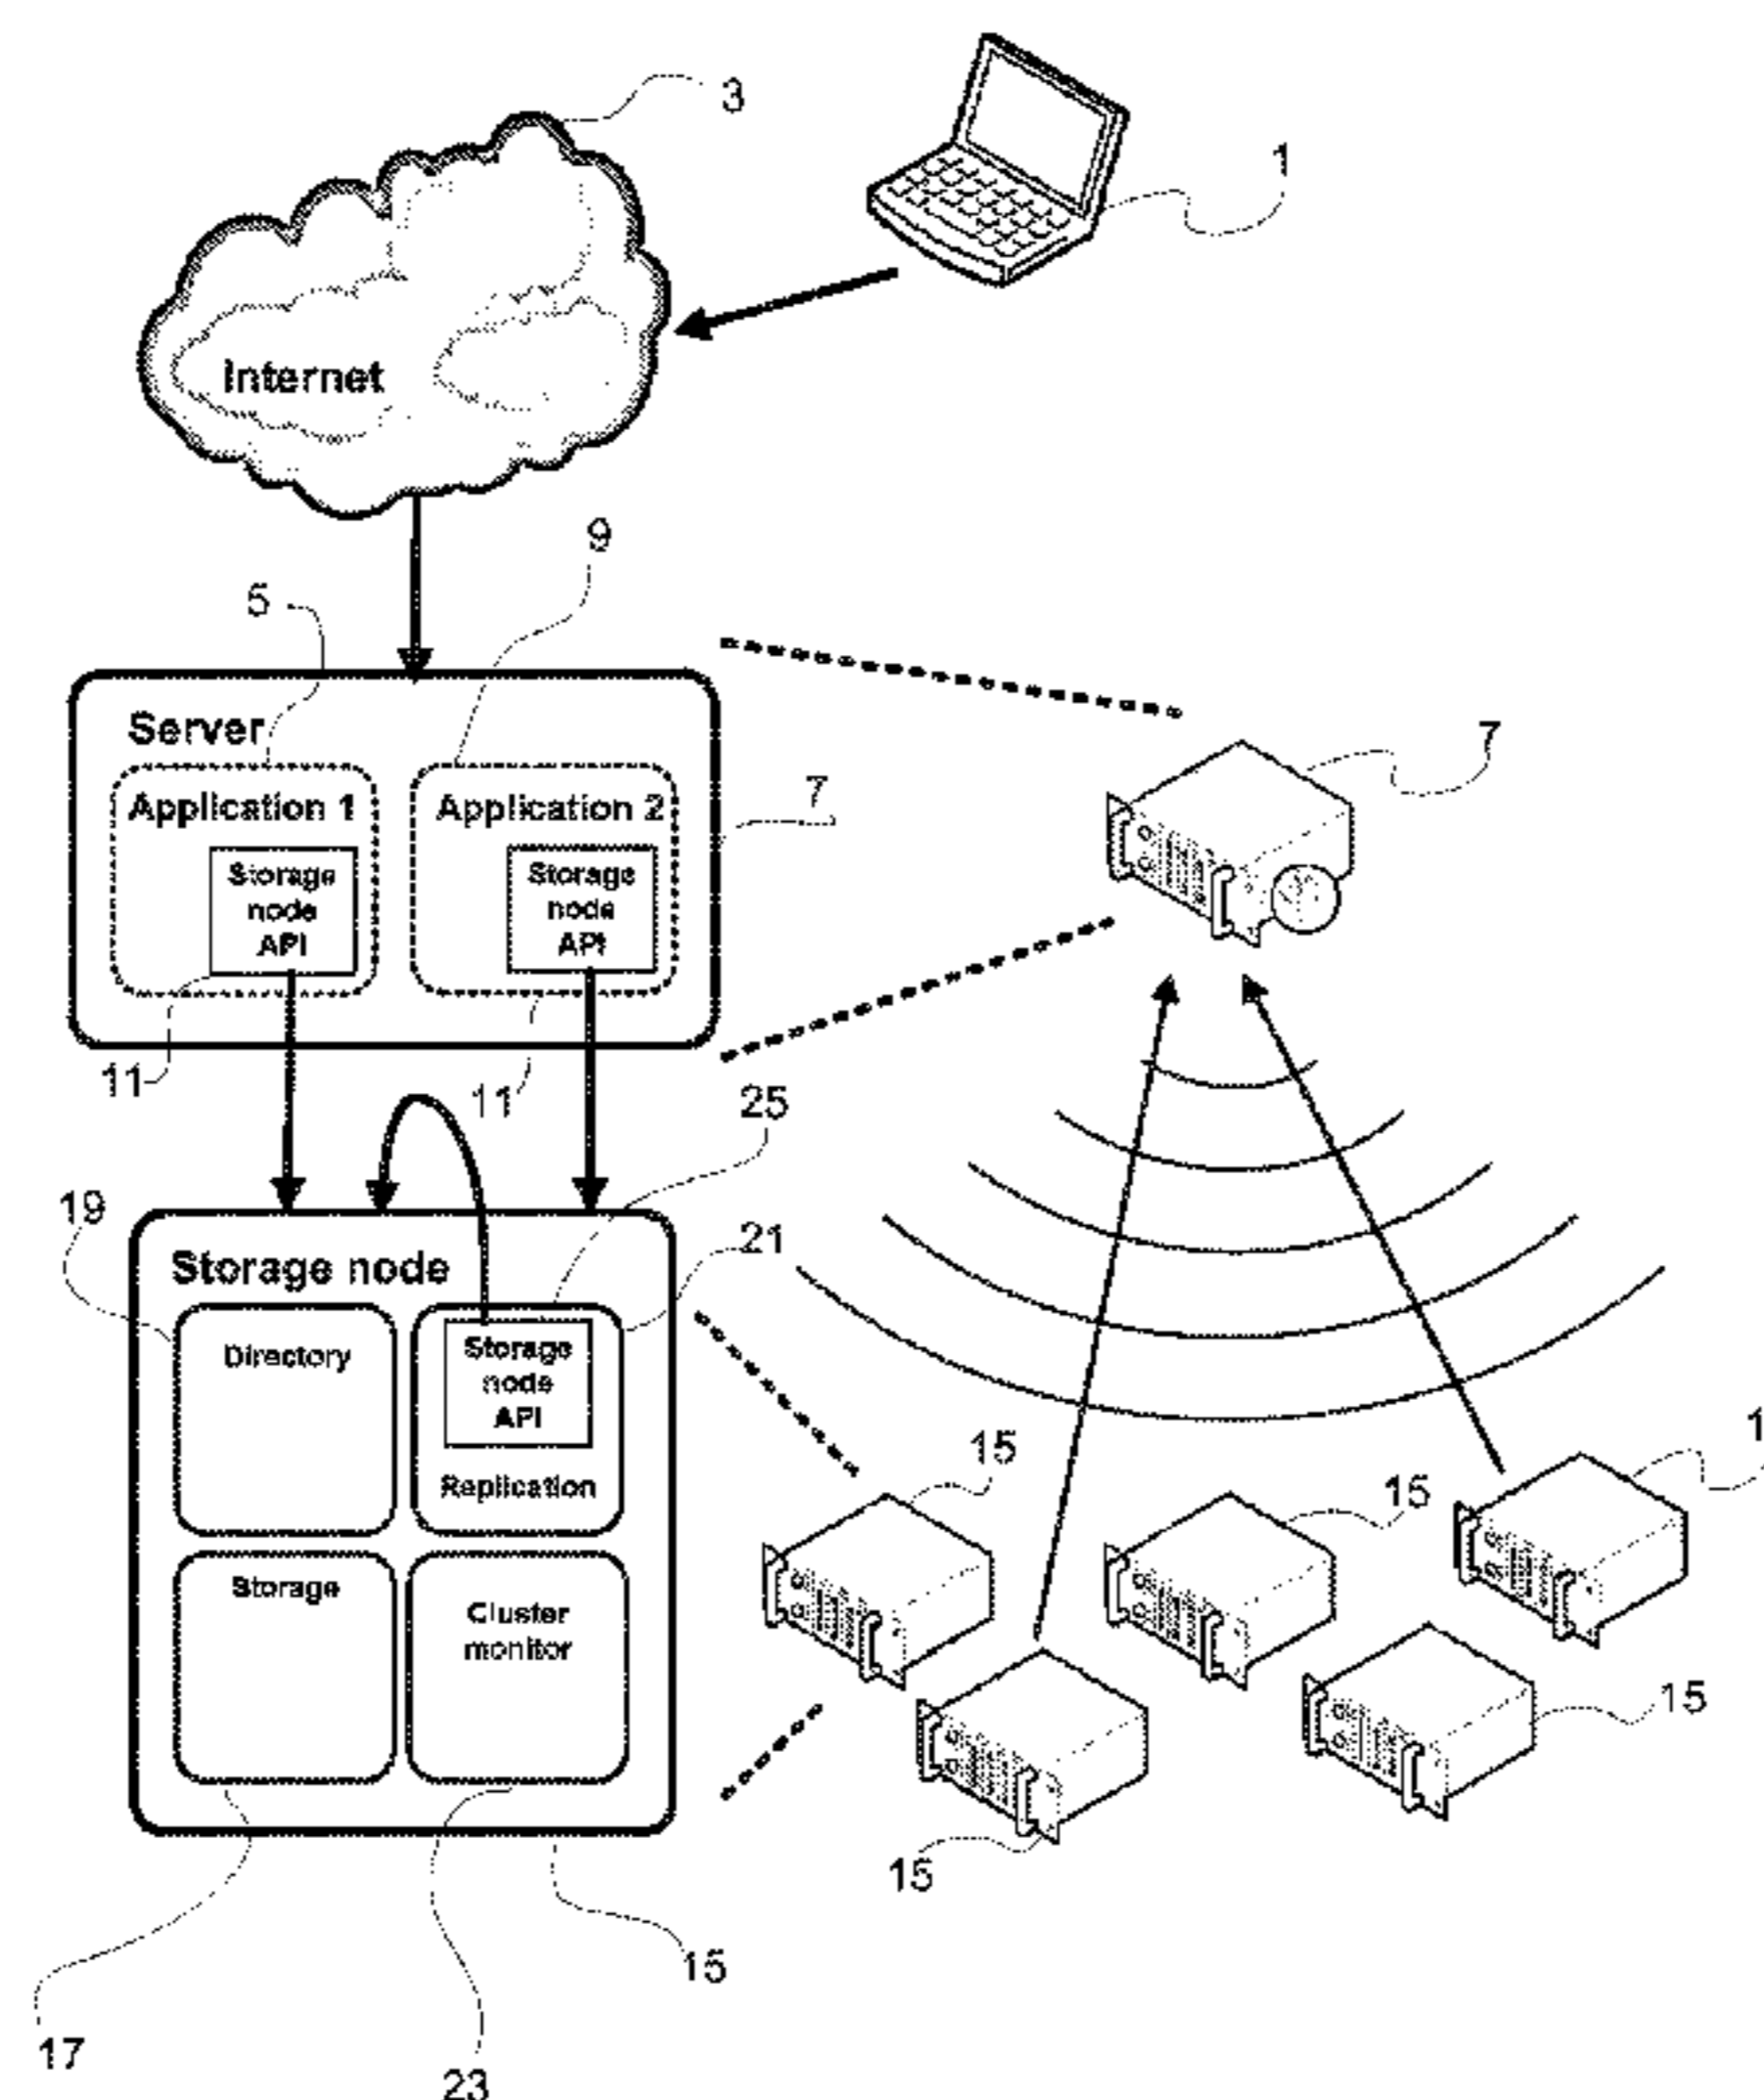 3
1
Internet
9
5
Server
7
Application 1
Application 2
7
Storage
node
API
Storage
node
API
11
11
25
19
21
Storage node
Directory
Storage
node
API
Replication
15
15
1
Storage
Cluster
monitor
15
15
15
17
23